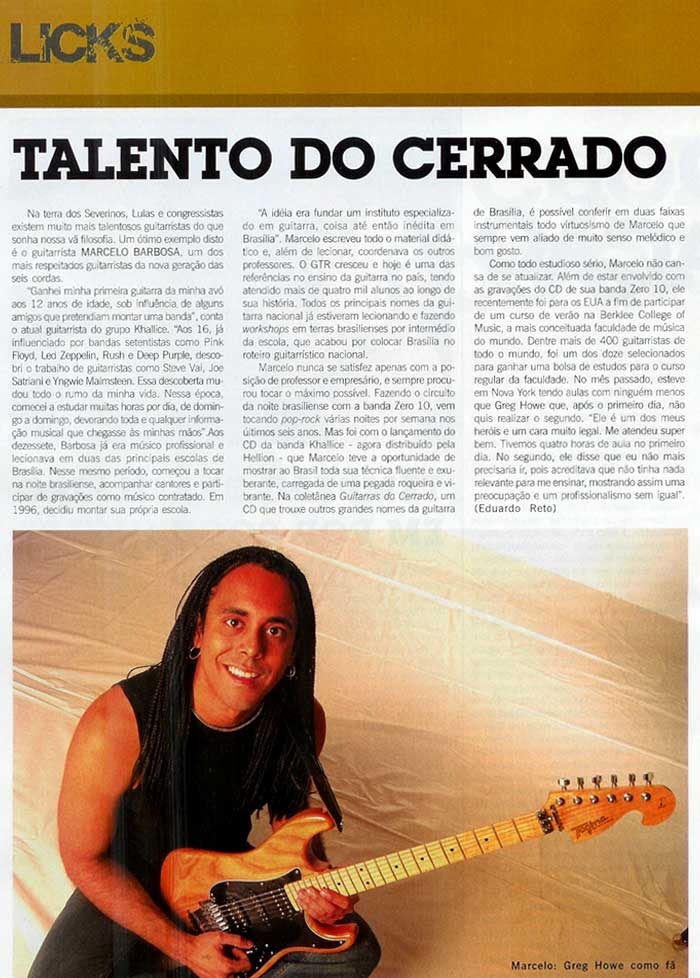 LICKS
TALENTO DO CERRADO
Na terra dos Severinos, Lulas e congressistas
existem muito mais talentosos guitarristas do que
sonha nossa vã filosofia. Um ótimo exemplo disto
é o guitarrista MARCELO BARBOSA, um dos
mais respeitados guitarristas da nova geração das
seis cordas.
"Ganhei minha primeira guitarra da minha avó
aos 12 anos de idade, sob influência de alguns
amigos que pretendiam montar uma banda", conta
o atual guitarrista do grupo Khallice. "Aos 16, já
influenciado por bandas setentistas como Pink
Floyd, Led Zeppelin, Rush e Deep Purple, desco-
bri o trabalho de guitarristas como Steve Vai, Joe
Satriani e Yngwie Malmsteen. Essa descoberta mu-
dou todo o rumo da minha vida. Nessa época,
comecei a estudar muitas horas por dia, de domin-
go a domingo, devorando toda e qualquer informa-
ção musical que chegasse às minhas mãos".Aos
dezessete, Barbosa já era músico profissional e
lecionava em duas das principais escolas de
Brasília. Nesse mesmo período, começou a tocar
na noite brasiliense, acompanhar cantores e parti-
cipar de gravações como músico contratado. Em
1996, decidiu montar sua própria escola.
"A idéia era fundar um instituto especializa-
do em guitarra, coisa até então inédita em
Brasília". Marcelo escreveu todo o material didá-
tico e, além de lecionar, coordenava os outros
professores. O GTR cresceu e hoje é uma das
referências no ensino da guitarra no país, tendo
atendido mais de quatro mil alunos ao longo de
sua história. Todos os principais nomes da gui-
tarra nacional já estiveram lecionando e fazendo
workshops em terras brasilienses por intermédio
da escola, que acabou por colocar Brasília no
roteiro guitarrístico nacional.
Marcelo nunca se satisfez apenas com a po-
sição de professor e empresário, e sempre procu-
rou tocar o máximo possível. Fazendo o circuito
da noite brasiliense com a banda Zero 10, vem
tocando pop-rock várias noites por semana nos
últimos seis anos. Mas foi com o lançamento do
CD da banda Khallice - agora distribuído pela
Hellion - que Marcelo teve a oportunidade de
mostrar ao Brasil toda sua técnica fluente e exu-
berante, carregada de uma pegada roqueira e vi-
brante. Na coletânea Guitarras do Cerrado, um
CD que trouxe outros grandes nomes da guitarra
de Brasília, é possível conferir em duas faixas
instrumentais todo virtuosismo de Marcelo que
sempre vem aliado de muito senso melódico e
bom gosto.
Como todo estudioso sério, Marcelo não can-
sa de se atualizar. Além de estar envolvido com
as gravações do CD de sua banda Zero 10, ele
recentemente foi para os EUA a fim de participar
de um curso de verão na Berklee College of
Music, a mais conceituada faculdade de música
do mundo. Dentre mais de 400 guitarristas de
todo o mundo, foi um dos doze selecionados
para ganhar uma bolsa de estudos para o curso
regular da faculdade. No mês passado, esteve
em Nova York tendo aulas com ninguém menos
que Greg Howe que, após o primeiro dia, não
quis realizar o segundo. "Ele é um dos meus
heróis e um cara muito legal. Me atendeu super
bem. Tivemos quatro horas de aula no primeiro
dia. No segundo, ele disse que eu não mais
precisaria ir, pois acreditava que não tinha nada
relevante para me ensinar, mostrando assim uma
preocupação e um profissionalismo sem igual".
(Eduardo Reto)
Marcelo: Greg Howe como fã